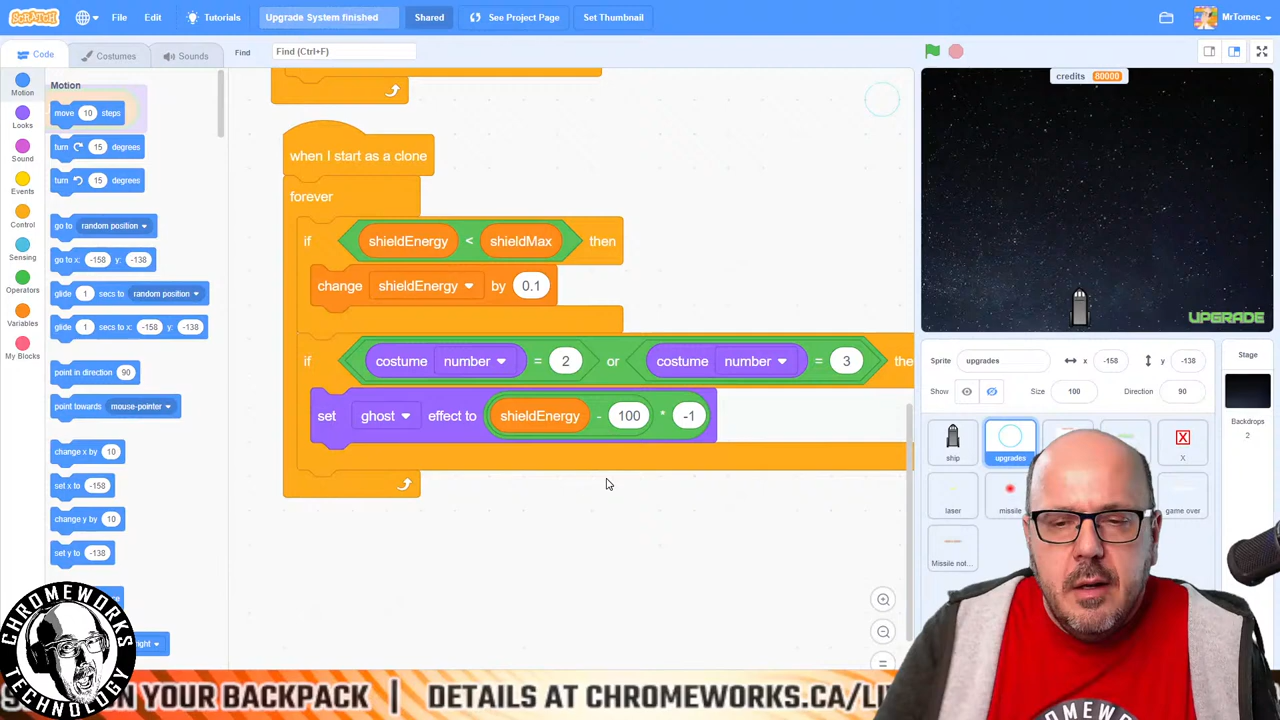 SCRATCH
File
Edit
Tutorials
Upgrade System finished
Shared
See Project Page
Set Thumbnail
MrTomec
Code
Costumes
Sounds
Find
Find (Ctrl+F)
Motion
Looks
Sound
Events
Control
Sensing
Operators
Variables
My Blocks
Motion
move 10 steps
turn 15 degrees
turn 15 degrees
go to random position
go to x: -158 y: -138
glide 1 secs to random position
glide 1 secs to x: -158 y: -138
point in direction 90
point towards mouse-pointer
change x by 10
set x to -158
change y by 10
set y to -138
when I start as a clone
forever
if shieldEnergy < shieldMax then
change shieldEnergy by 0.1
if costume number = 2 or costume number = 3 the
set ghost effect to shieldEnergy - 100 * -1
credits 80000
UPGRADE
Sprite upgrades x -158 y -138
Show Size 100 Direction 90
Stage
Backdrops
2
ship
upgrades
X
laser
missile
game over
Missile not...
CHROMEWORKS
TECHNOLOGY
ON YOUR BACKPACK | DETAILS AT CHROMEWORKS.CA/LI